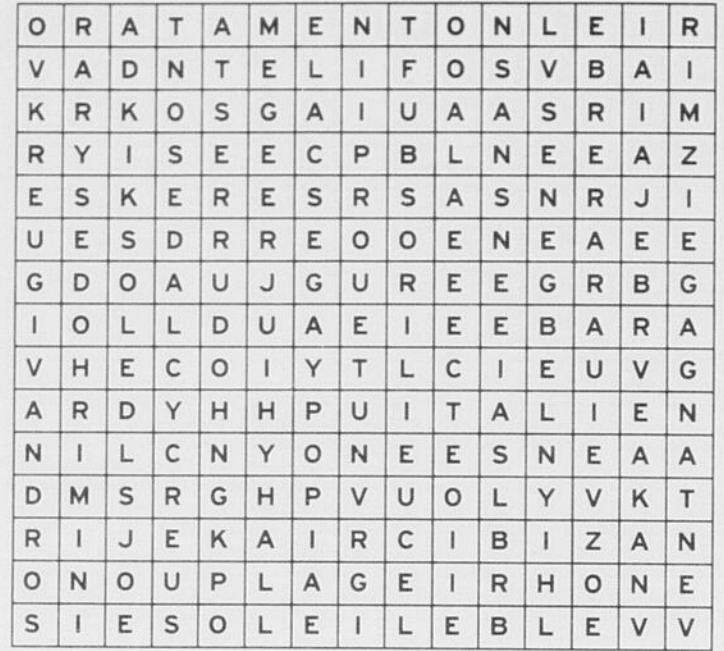 O R A T A M E N T O N L E I R
V A D N T E L I F O S V B A I
K R K O S G A I U A A S R I M
R Y I S E E C P B L N E E A Z
E S K E R E S R S A S N R J I
U E S D R R E O O E N E A E E
G D O A U J G U R E E G R B G
I O L L D U A E I E E B A R A
V H E C O I Y T L C I E U V G
A R D Y H H P U I T A L I E N
N I L C N Y O N E E S N E A A
D M S R G H P V U O L Y V K T
R I J E K A I R C I B I Z A N
O N O U P L A G E I R H O N E
S I E S O L E I L E B L E V V